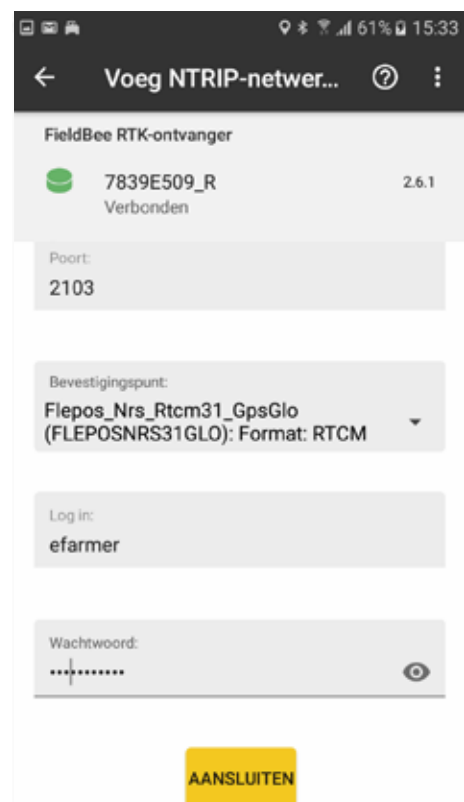 61% 15:33
Voeg NTRIP-netwer...
FieldBee RTK-ontvanger
7839E509_R 2.6.1
Verbonden
Poort:
2103
Bevestigingspunt:
Flepos_Nrs_Rtcm31_GpsGlo
(FLEPOSNRS31GLO): Format: RTCM
Log in:
efarmer
Wachtwoord:
•••••••••••
AANSLUITEN